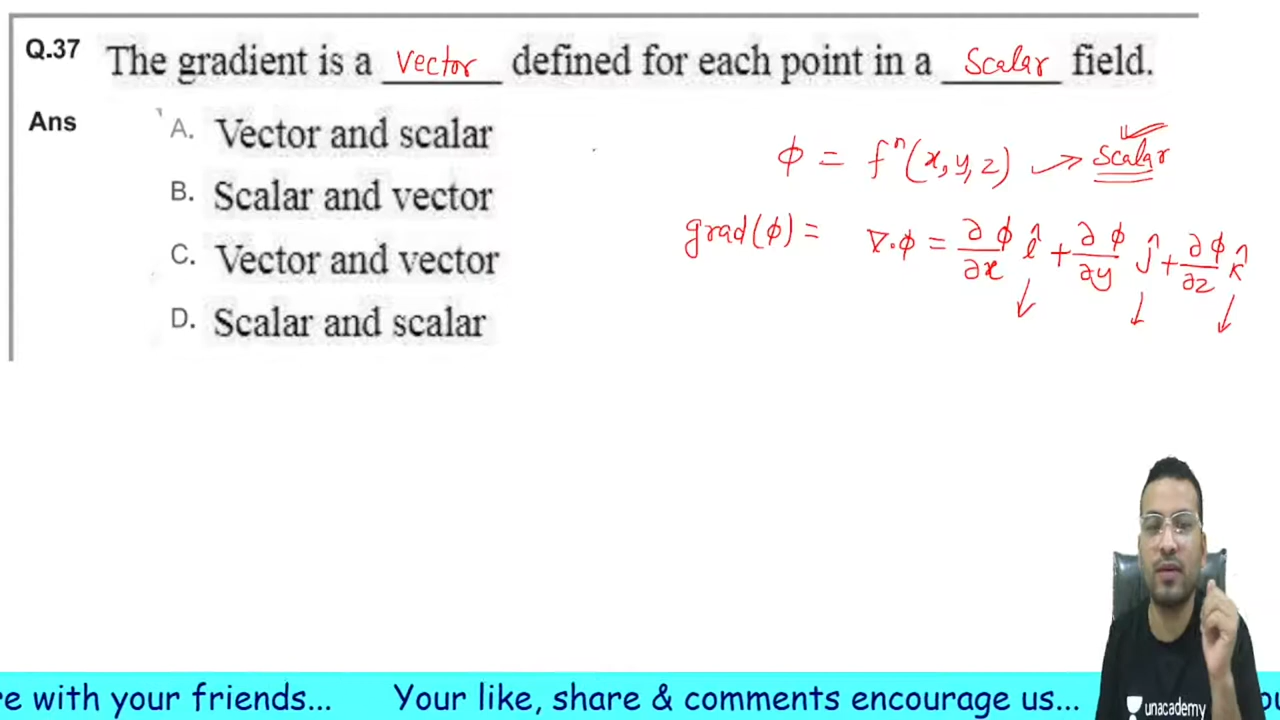 Q.37 The gradient is a vector defined for each point in a Scalar field.
Ans
A. Vector and scalar
B. Scalar and vector
C. Vector and vector
D. Scalar and scalar
ϕ = fⁿ(x,y,z) → Scalar
grad(ϕ) = ∇·ϕ = ∂ϕ/∂x î + ∂ϕ/∂y ĵ + ∂ϕ/∂z k̂
unacademy
e with your friends... Your like, share & comments encourage us...